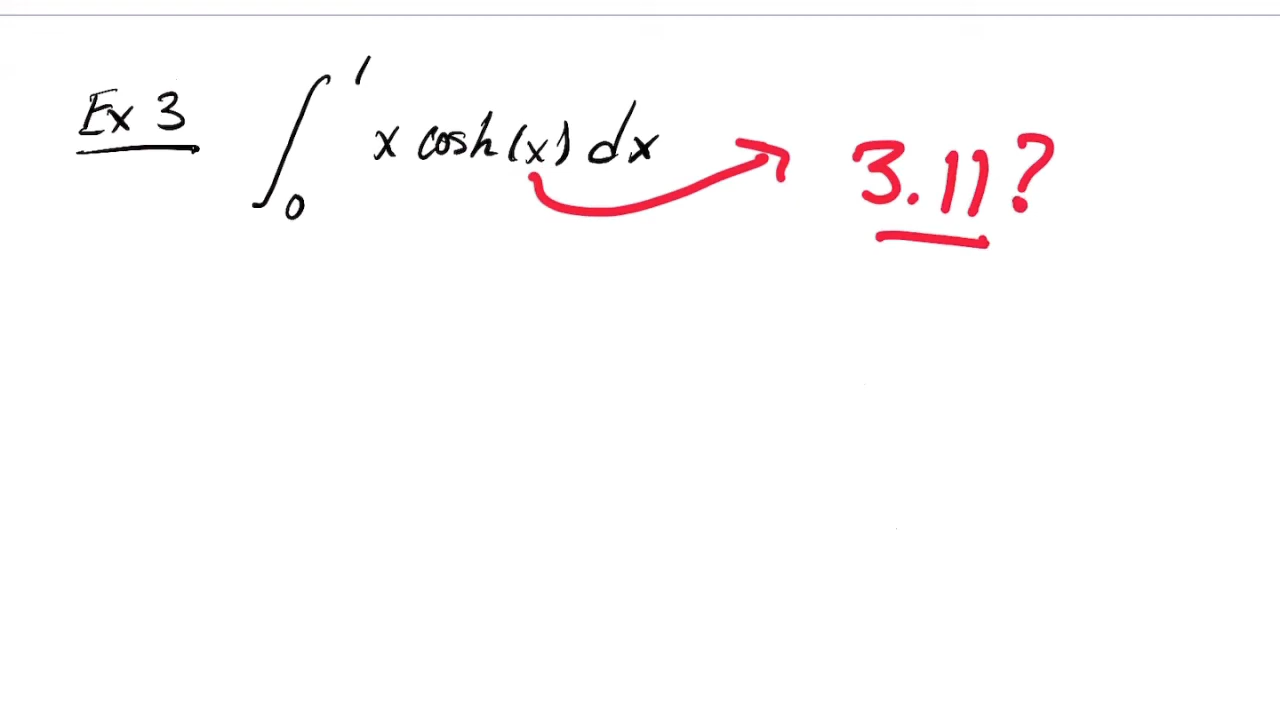 Ex 3 ∫₀¹ x cosh(x) dx → 3.11?